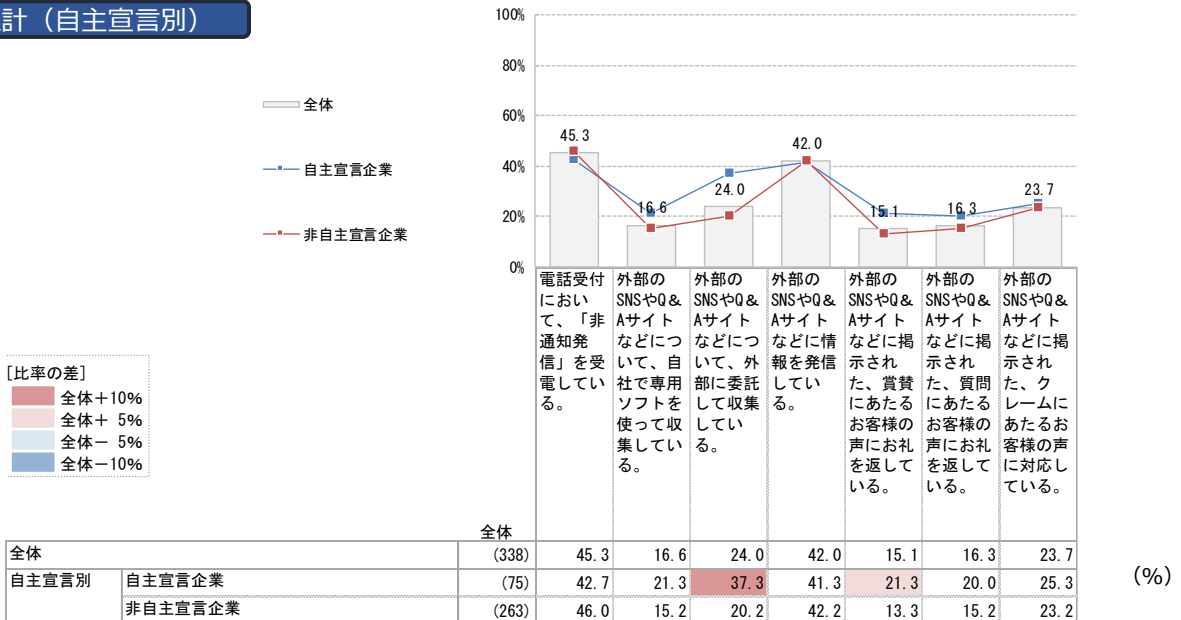 計（自主宣言別）
100%
80%
60%
40%
20%
0%
全体
自主宣言企業
非自主宣言企業
45.3
16.6
24.0
42.0
15.1
16.3
23.7
電話受付
におい
て、「非
通知発
信」を受
電してい
る。
外部の
SNSやQ&
Aサイト
などにつ
いて、自
社で専用
ソフトを
使って収
集してい
る。
外部の
SNSやQ&
Aサイト
などにつ
いて、外
部に委託
して収集
してい
る。
外部の
SNSやQ&
Aサイト
などに情
報を発信
してい
る。
外部の
SNSやQ&
Aサイト
などに掲
示され
た、賞賛
にあたる
お客様の
声にお礼
を返して
いる。
外部の
SNSやQ&
Aサイト
などに掲
示され
た、質問
にあたる
お客様の
声にお礼
を返して
いる。
外部の
SNSやQ&
Aサイト
などに掲
示され
た、ク
レームに
あたるお
客様の声
に対応し
ている。
[比率の差]
全体＋10%
全体＋ 5%
全体－ 5%
全体－10%
全体
全体 (338) 45.3 16.6 24.0 42.0 15.1 16.3 23.7
自主宣言別 自主宣言企業 (75) 42.7 21.3 37.3 41.3 21.3 20.0 25.3
非自主宣言企業 (263) 46.0 15.2 20.2 42.2 13.3 15.2 23.2
(%)